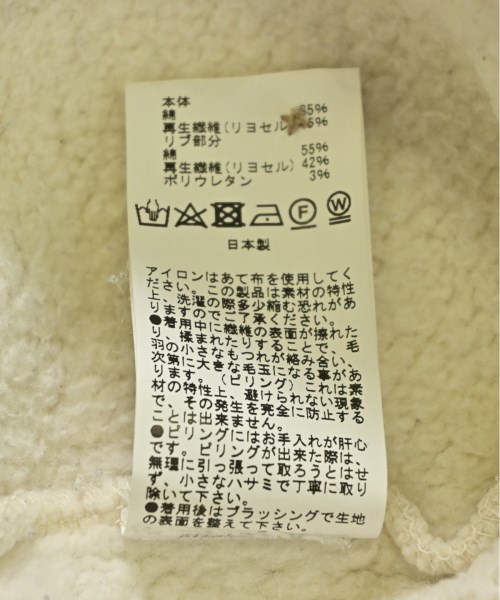 本体
綿 85%
再生繊維(リヨセル) 5%
リブ部分
綿 55%
再生繊維(リヨセル) 42%
ポリウレタン 3%
F W
日本製
アイロンはあて布を使用してく
ださい。この製品は素材の特性
上、洗濯の際多少縮む恐れがあ
りますのでご了承ください。
●着用中に繊維の表面が擦れた
り、揉まれたりすることで、毛
羽の小さなもつれが絡み合い、
次第に大きな毛玉になる事があ
ります。(ピリング)これは素
材の特性上、避けられない現象
で、その発生を完全に防止する
ことは出来ません。
●ピリングにはお手入れが肝心
です。ピリングが出来た際は、
無理に引っ張って取ろうとはせ
ず、小さなハサミで丁寧に取り
除いて下さい。
●着用後はブラッシングで生地
の表面を整えて下さい。